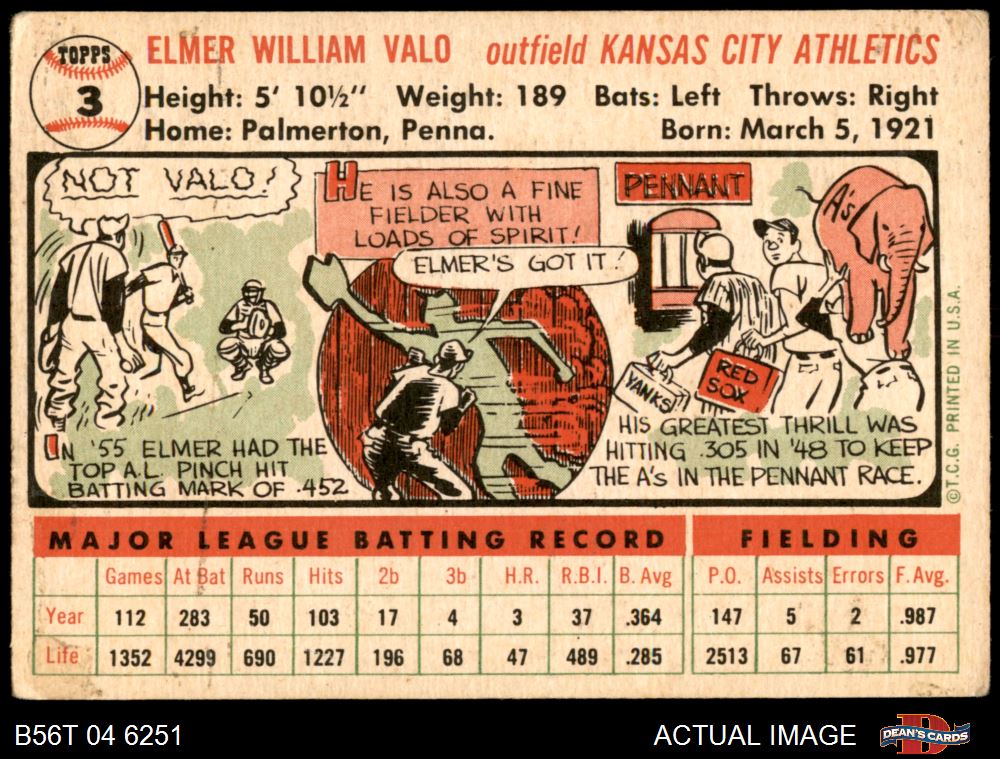 TOPPS
3
ELMER WILLIAM VALO outfield KANSAS CITY ATHLETICS
Height: 5' 10½" Weight: 189 Bats: Left Throws: Right
Home: Palmerton, Penna. Born: March 5, 1921
NOT VALO!
IN '55 ELMER HAD THE
TOP A.L. PINCH HIT
BATTING MARK OF .452
HE IS ALSO A FINE
FIELDER WITH
LOADS OF SPIRIT!
ELMER'S GOT IT!
PENNANT
A's
YANKS
RED
SOX
HIS GREATEST THRILL WAS
HITTING .305 IN '48 TO KEEP
THE A's IN THE PENNANT RACE.
©T.C.G. PRINTED IN U.S.A.
MAJOR LEAGUE BATTING RECORD FIELDING
Games At Bat Runs Hits 2b 3b H.R. R.B.I. B. Avg P.O. Assists Errors F. Avg.
Year 112 283 50 103 17 4 3 37 .364 147 5 2 .987
Life 1352 4299 690 1227 196 68 47 489 .285 2513 67 61 .977
B56T 04 6251 ACTUAL IMAGE
DEAN'S CARDS